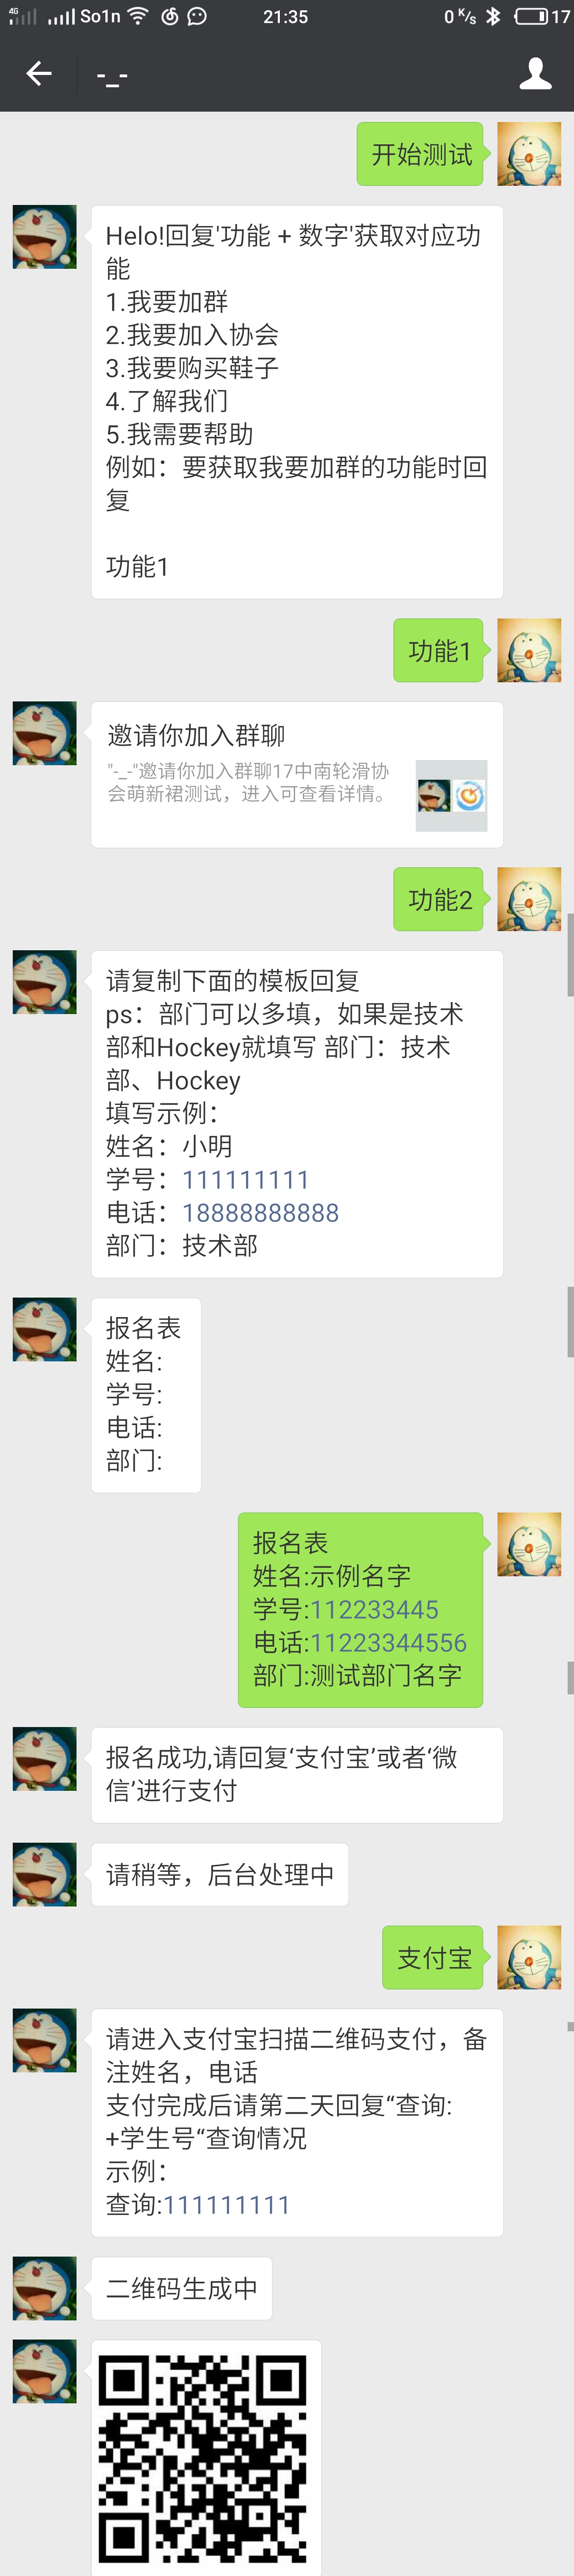 4G So1n 21:35 0 K/s 17
-_-
开始测试
Helo!回复'功能 + 数字'获取对应功
能
1.我要加群
2.我要加入协会
3.我要购买鞋子
4.了解我们
5.我需要帮助
例如：要获取我要加群的功能时回
复
功能1
功能1
邀请你加入群聊
"-_-"邀请你加入群聊17中南轮滑协
会萌新裙测试，进入可查看详情。
功能2
请复制下面的模板回复
ps：部门可以多填，如果是技术
部和Hockey就填写 部门：技术
部、Hockey
填写示例：
姓名：小明
学号：111111111
电话：18888888888
部门：技术部
报名表
姓名:
学号:
电话:
部门:
报名表
姓名:示例名字
学号:112233445
电话:11223344556
部门:测试部门名字
报名成功,请回复‘支付宝’或者‘微
信’进行支付
请稍等，后台处理中
支付宝
请进入支付宝扫描二维码支付，备
注姓名，电话
支付完成后请第二天回复“查询:
+学生号“查询情况
示例：
查询:111111111
二维码生成中